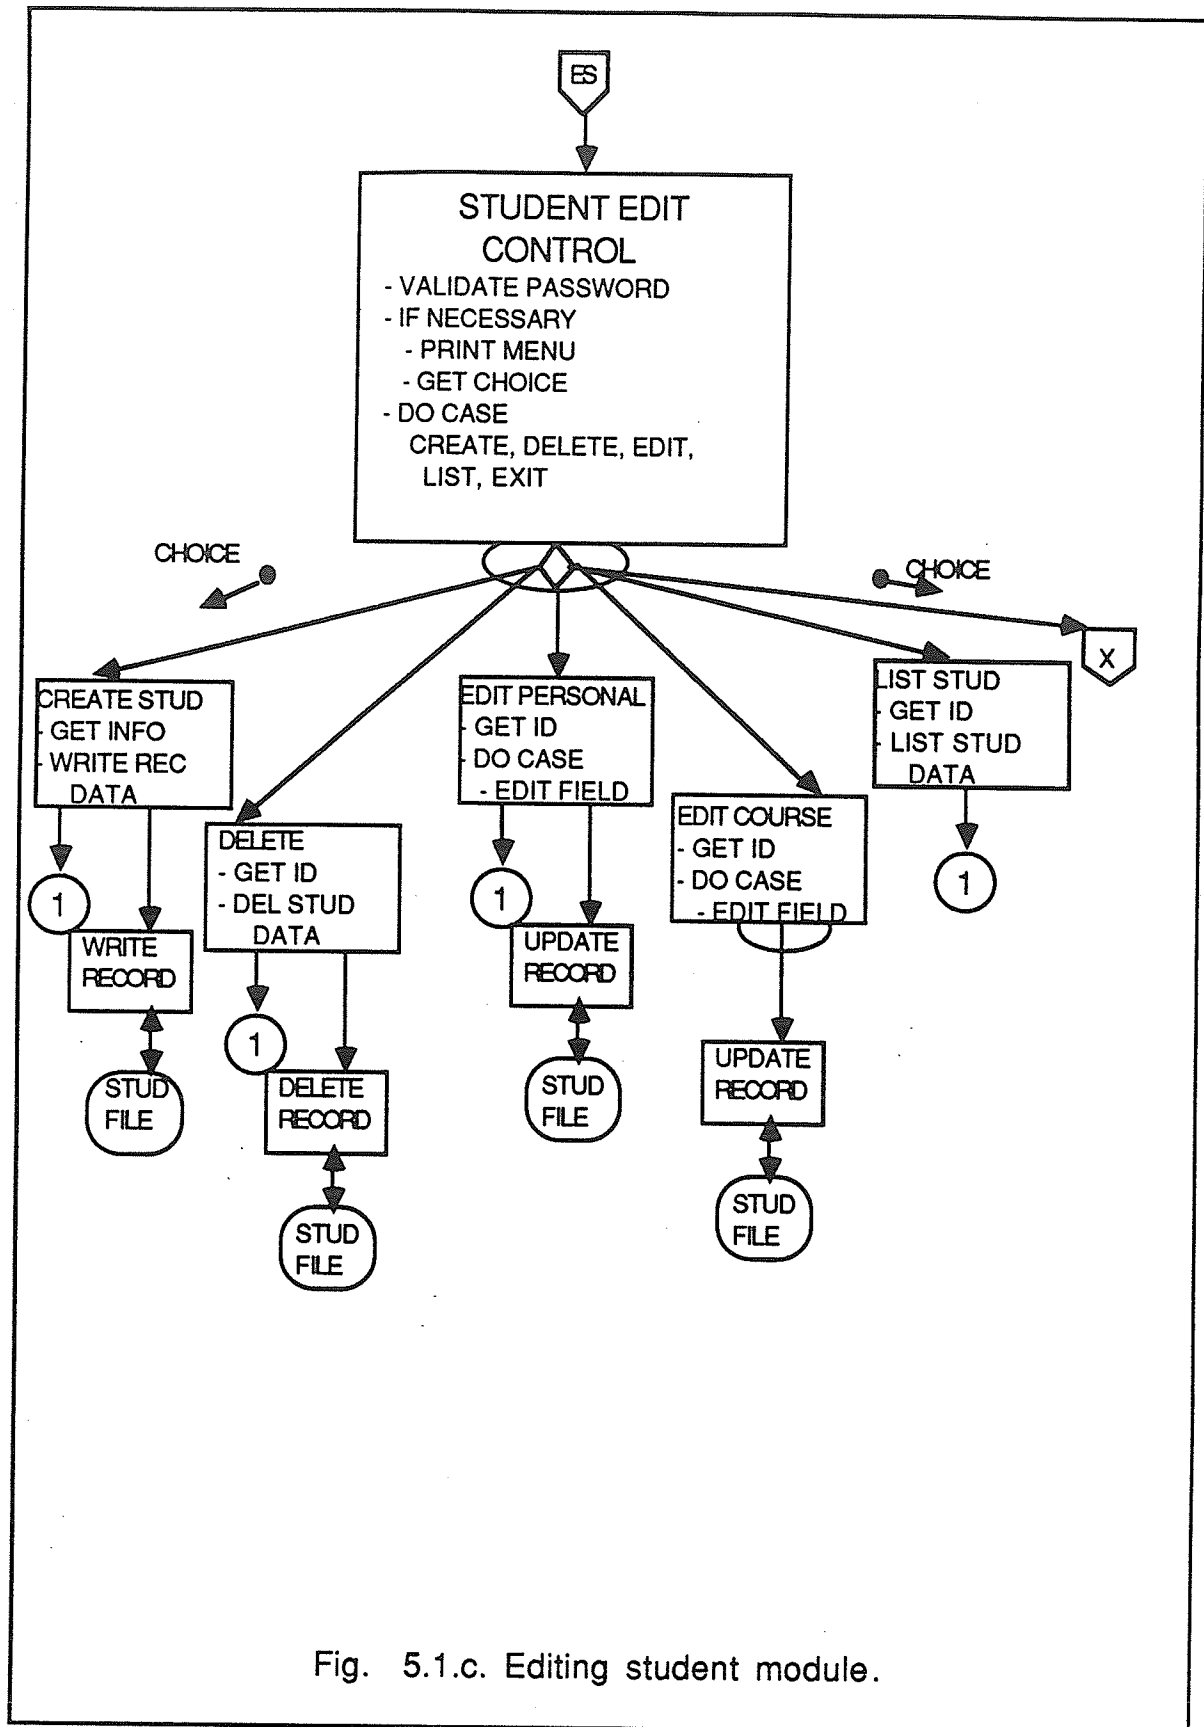 ES
STUDENT EDIT
CONTROL
- VALIDATE PASSWORD
- IF NECESSARY
- PRINT MENU
- GET CHOICE
- DO CASE
CREATE, DELETE, EDIT,
LIST, EXIT
CHOICE
CHOICE
X
CREATE STUD
- GET INFO
- WRITE REC
DATA
1
WRITE
RECORD
STUD
FILE
DELETE
- GET ID
- DEL STUD
DATA
1
DELETE
RECORD
STUD
FILE
EDIT PERSONAL
- GET ID
- DO CASE
- EDIT FIELD
1
UPDATE
RECORD
STUD
FILE
EDIT COURSE
- GET ID
- DO CASE
- EDIT FIELD
UPDATE
RECORD
STUD
FILE
LIST STUD
- GET ID
- LIST STUD
DATA
1
Fig. 5.1.c. Editing student module.